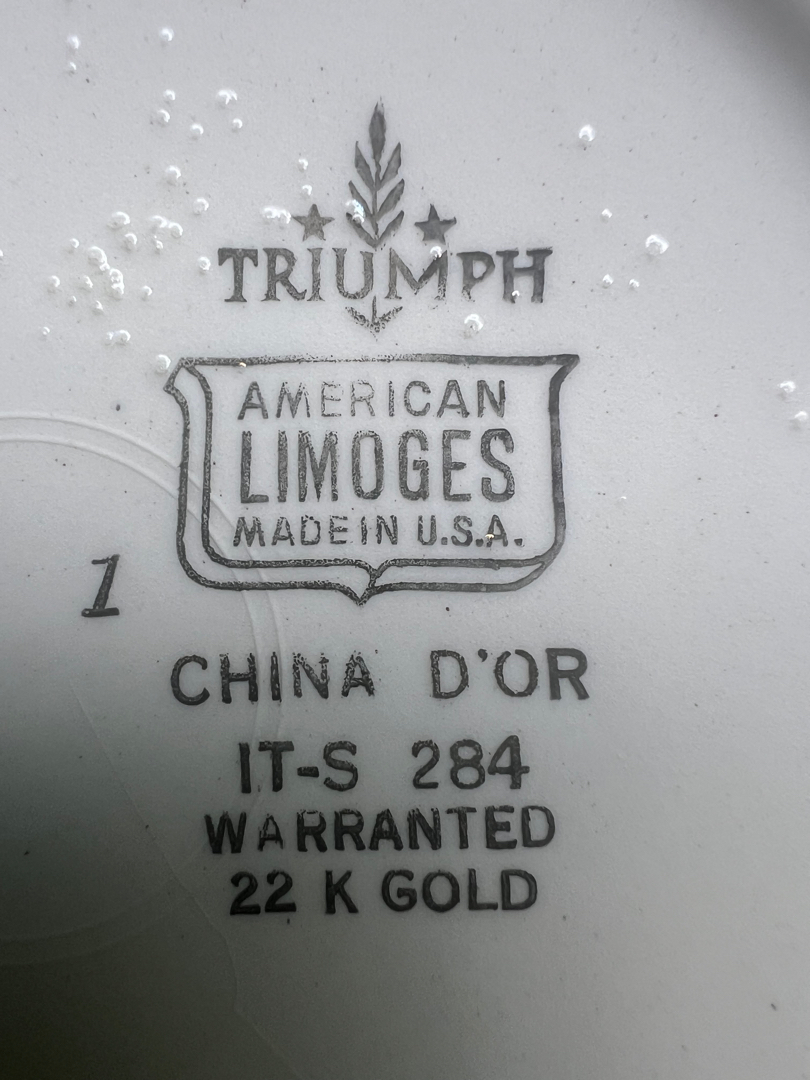 TRIUMPH
AMERICAN
LIMOGES
MADE IN U.S.A.
1
CHINA D'OR
IT-S 284
WARRANTED
22 K GOLD